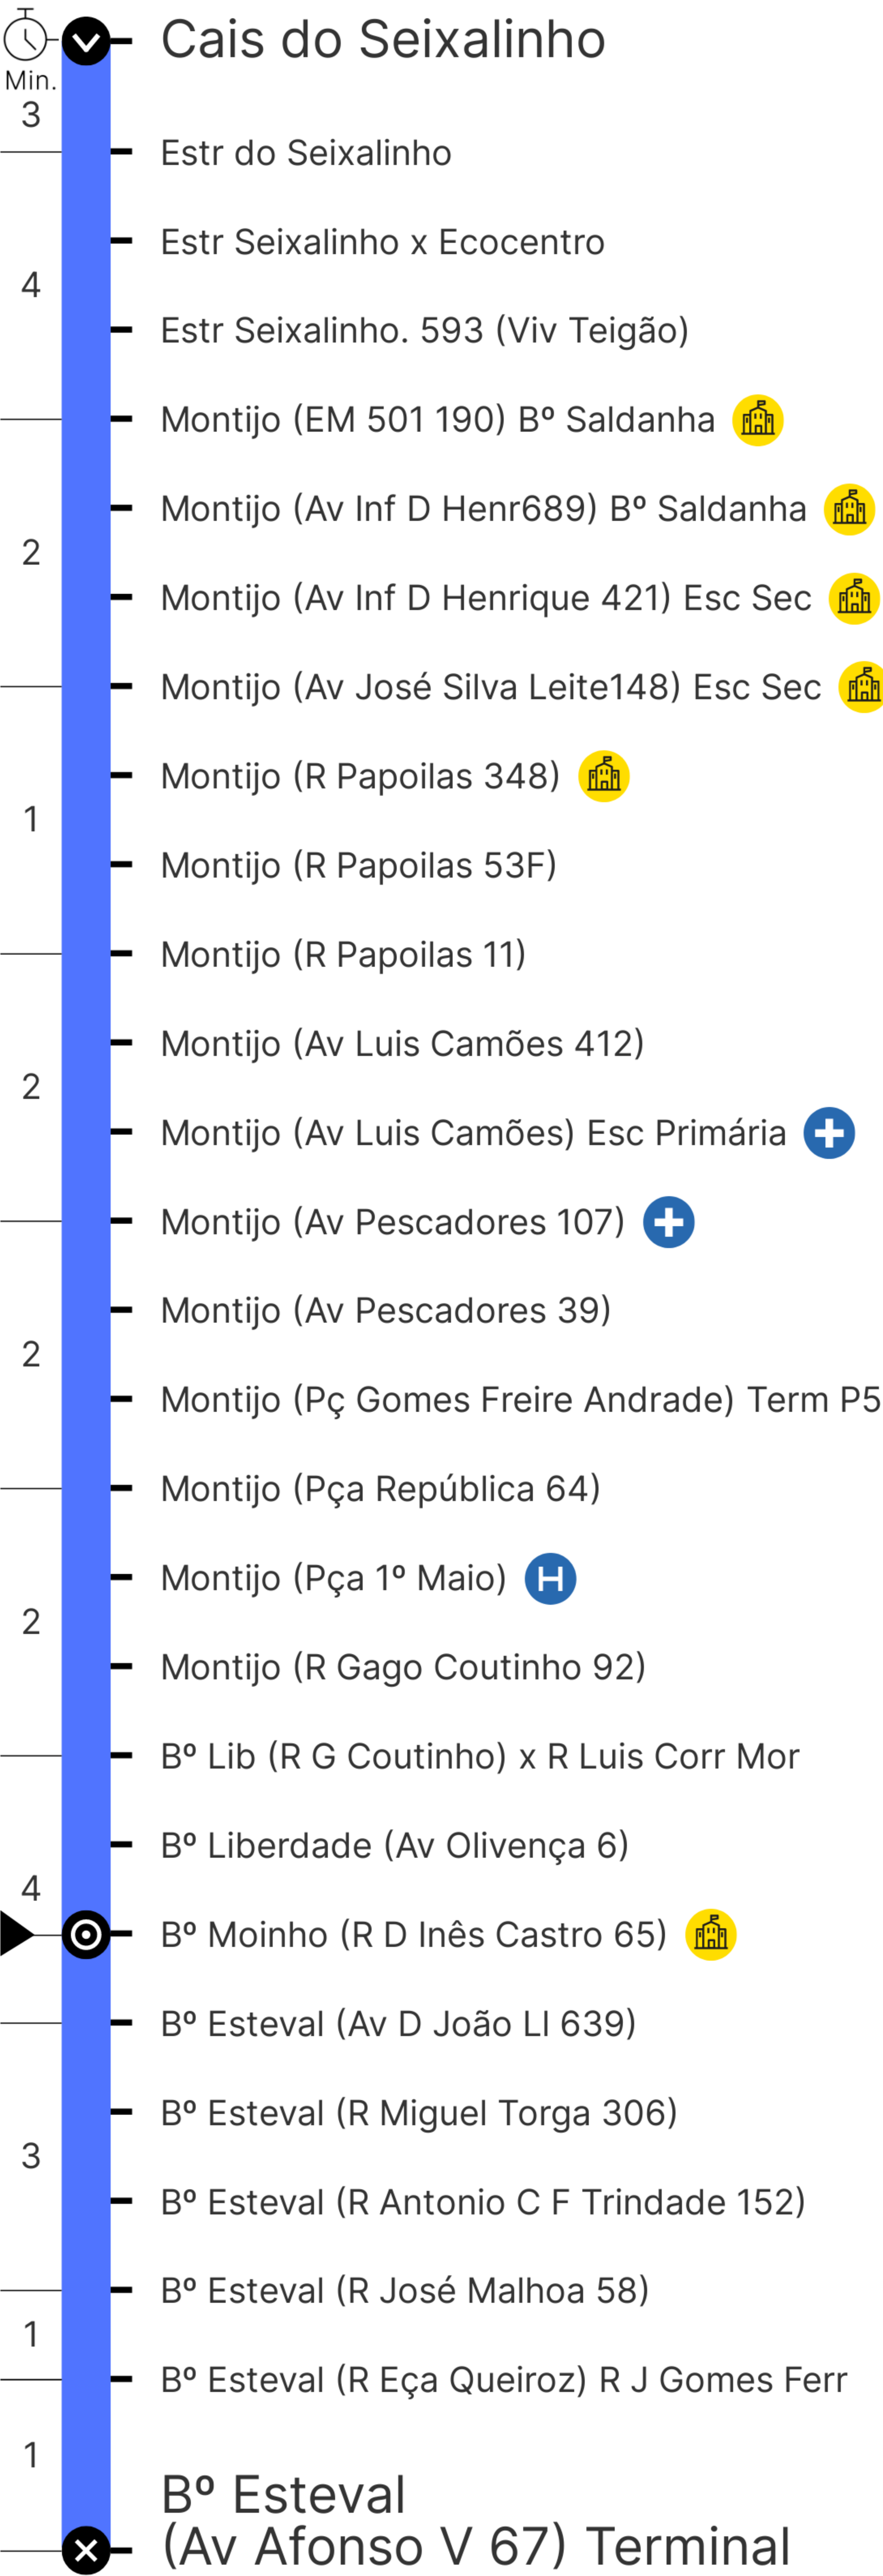 Cais do Seixalinho
Min.
3
Estr do Seixalinho
Estr Seixalinho x Ecocentro
4
Estr Seixalinho. 593 (Viv Teigão)
Montijo (EM 501 190) Bº Saldanha
Montijo (Av Inf D Henr689) Bº Saldanha
2
Montijo (Av Inf D Henrique 421) Esc Sec
Montijo (Av José Silva Leite148) Esc Sec
Montijo (R Papoilas 348)
1
Montijo (R Papoilas 53F)
Montijo (R Papoilas 11)
Montijo (Av Luis Camões 412)
2
Montijo (Av Luis Camões) Esc Primária
Montijo (Av Pescadores 107)
Montijo (Av Pescadores 39)
2
Montijo (Pç Gomes Freire Andrade) Term P5
Montijo (Pça República 64)
Montijo (Pça 1º Maio) H
2
Montijo (R Gago Coutinho 92)
Bº Lib (R G Coutinho) x R Luis Corr Mor
Bº Liberdade (Av Olivença 6)
4
Bº Moinho (R D Inês Castro 65)
Bº Esteval (Av D João Ll 639)
Bº Esteval (R Miguel Torga 306)
3
Bº Esteval (R Antonio C F Trindade 152)
Bº Esteval (R José Malhoa 58)
1
Bº Esteval (R Eça Queiroz) R J Gomes Ferr
1
Bº Esteval
(Av Afonso V 67) Terminal